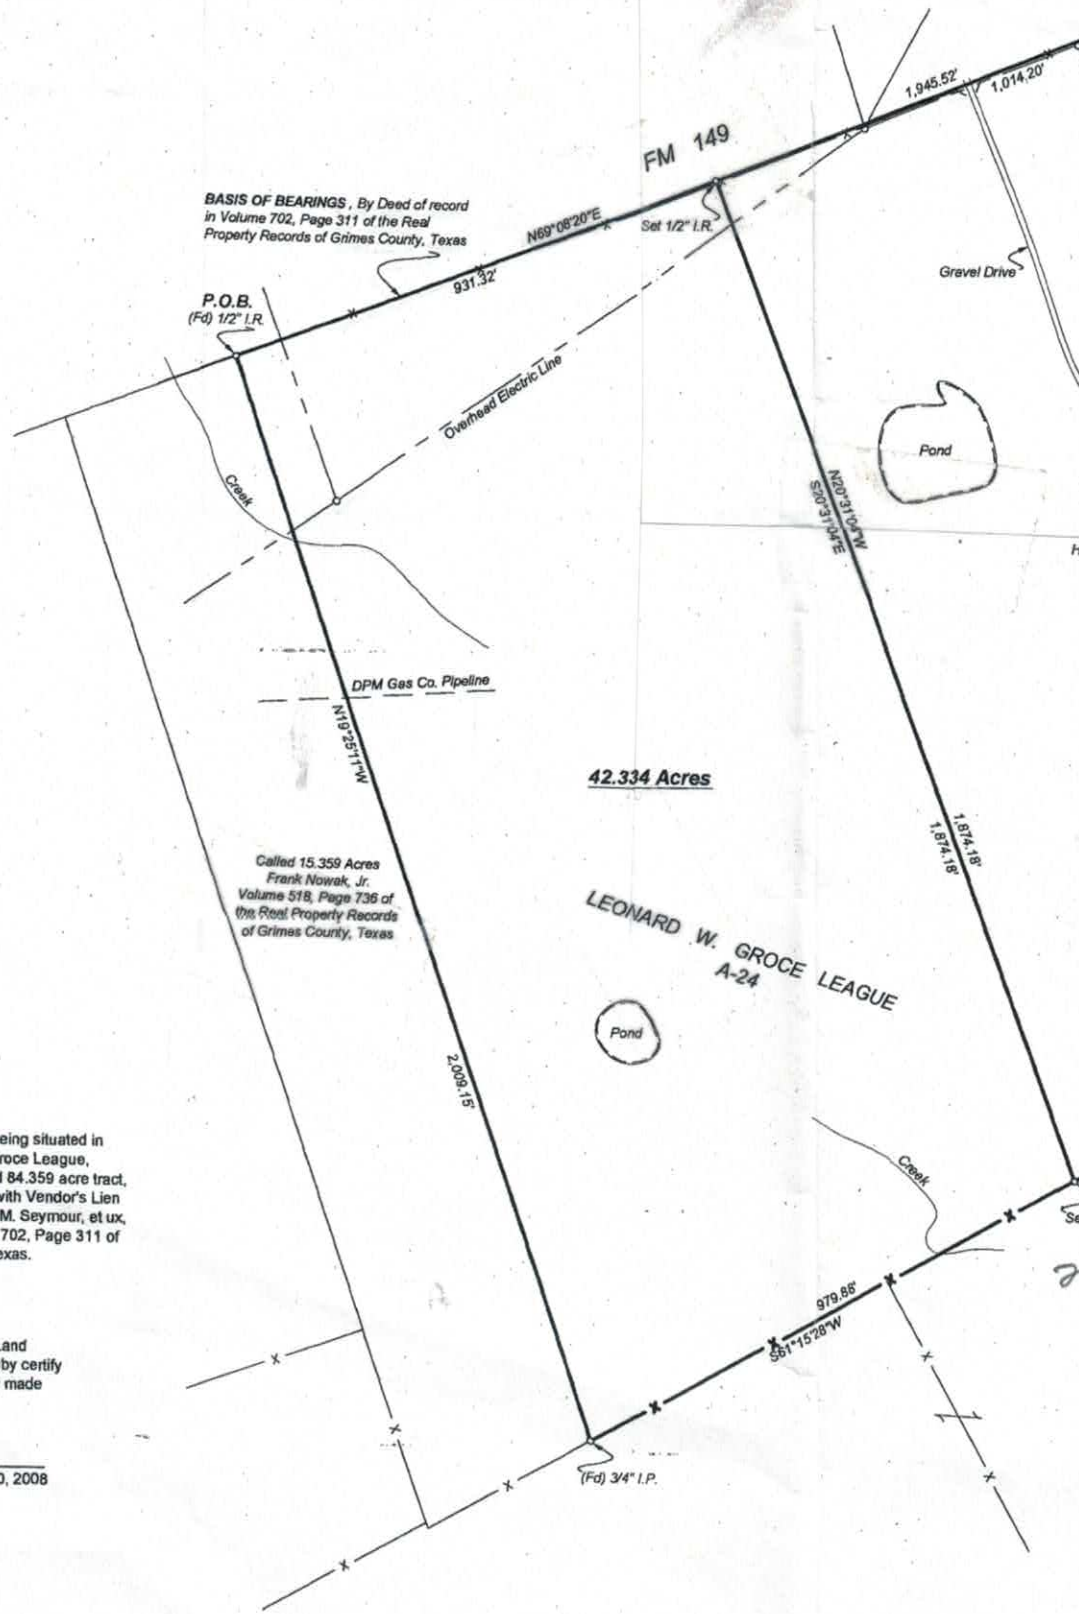 1,945.52'
1,014.20'
FM 149
BASIS OF BEARINGS, By Deed of record
in Volume 702, Page 311 of the Real
Property Records of Grimes County, Texas
N69°08'20"E
Set 1/2" I.R.
931.32'
Gravel Drive
P.O.B.
(Fd) 1/2" I.R.
Overhead Electric Line
Pond
Creek
N20°31'04"W
S20°31'04"E
H
DPM Gas Co. Pipeline
N19°25'11"W
42.334 Acres
1,874.18'
1,874.18'
Called 15.359 Acres
Frank Nowak, Jr.
Volume 518, Page 736 of
the Real Property Records
of Grimes County, Texas
LEONARD W. GROCE LEAGUE
A-24
Pond
2,009.15'
eing situated in
roce League,
84.359 acre tract,
with Vendor's Lien
M. Seymour, et ux,
702, Page 311 of
exas.
Creek
Se
2
979.86'
S61°15'28"W
and
by certify
made
0, 2008
(Fd) 3/4" I.P.